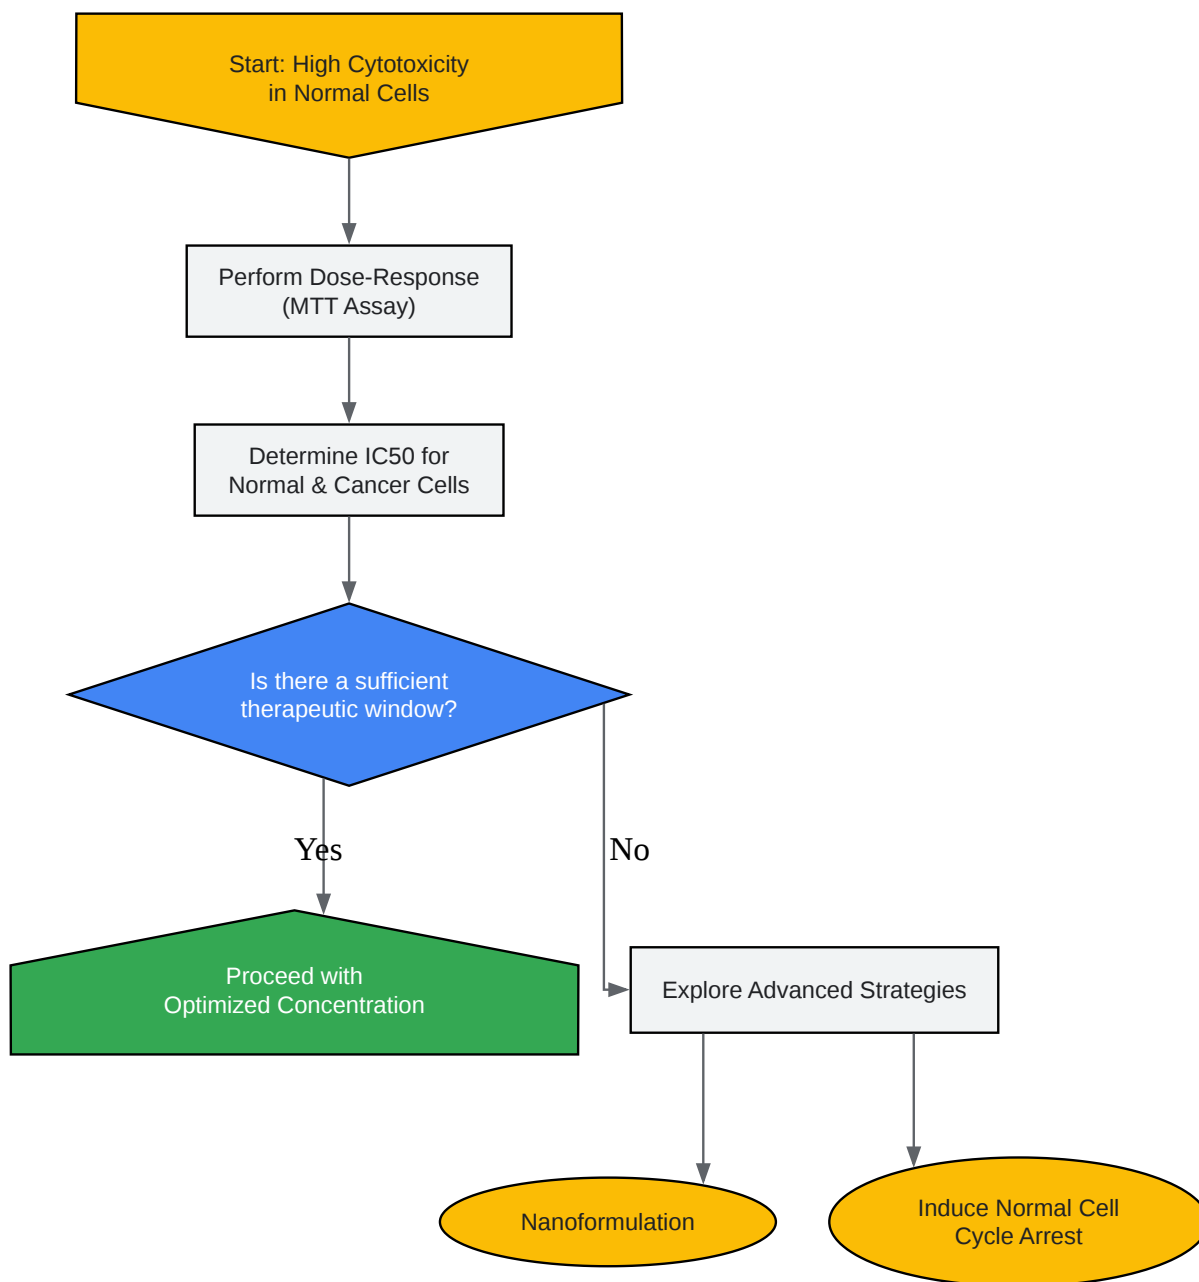 Start: High Cytotoxicity
in Normal Cells
Perform Dose-Response
(MTT Assay)
Determine IC50 for
Normal & Cancer Cells
Is there a sufficient
therapeutic window?
Yes
No
Proceed with
Optimized Concentration
Explore Advanced Strategies
Nanoformulation
Induce Normal Cell
Cycle Arrest